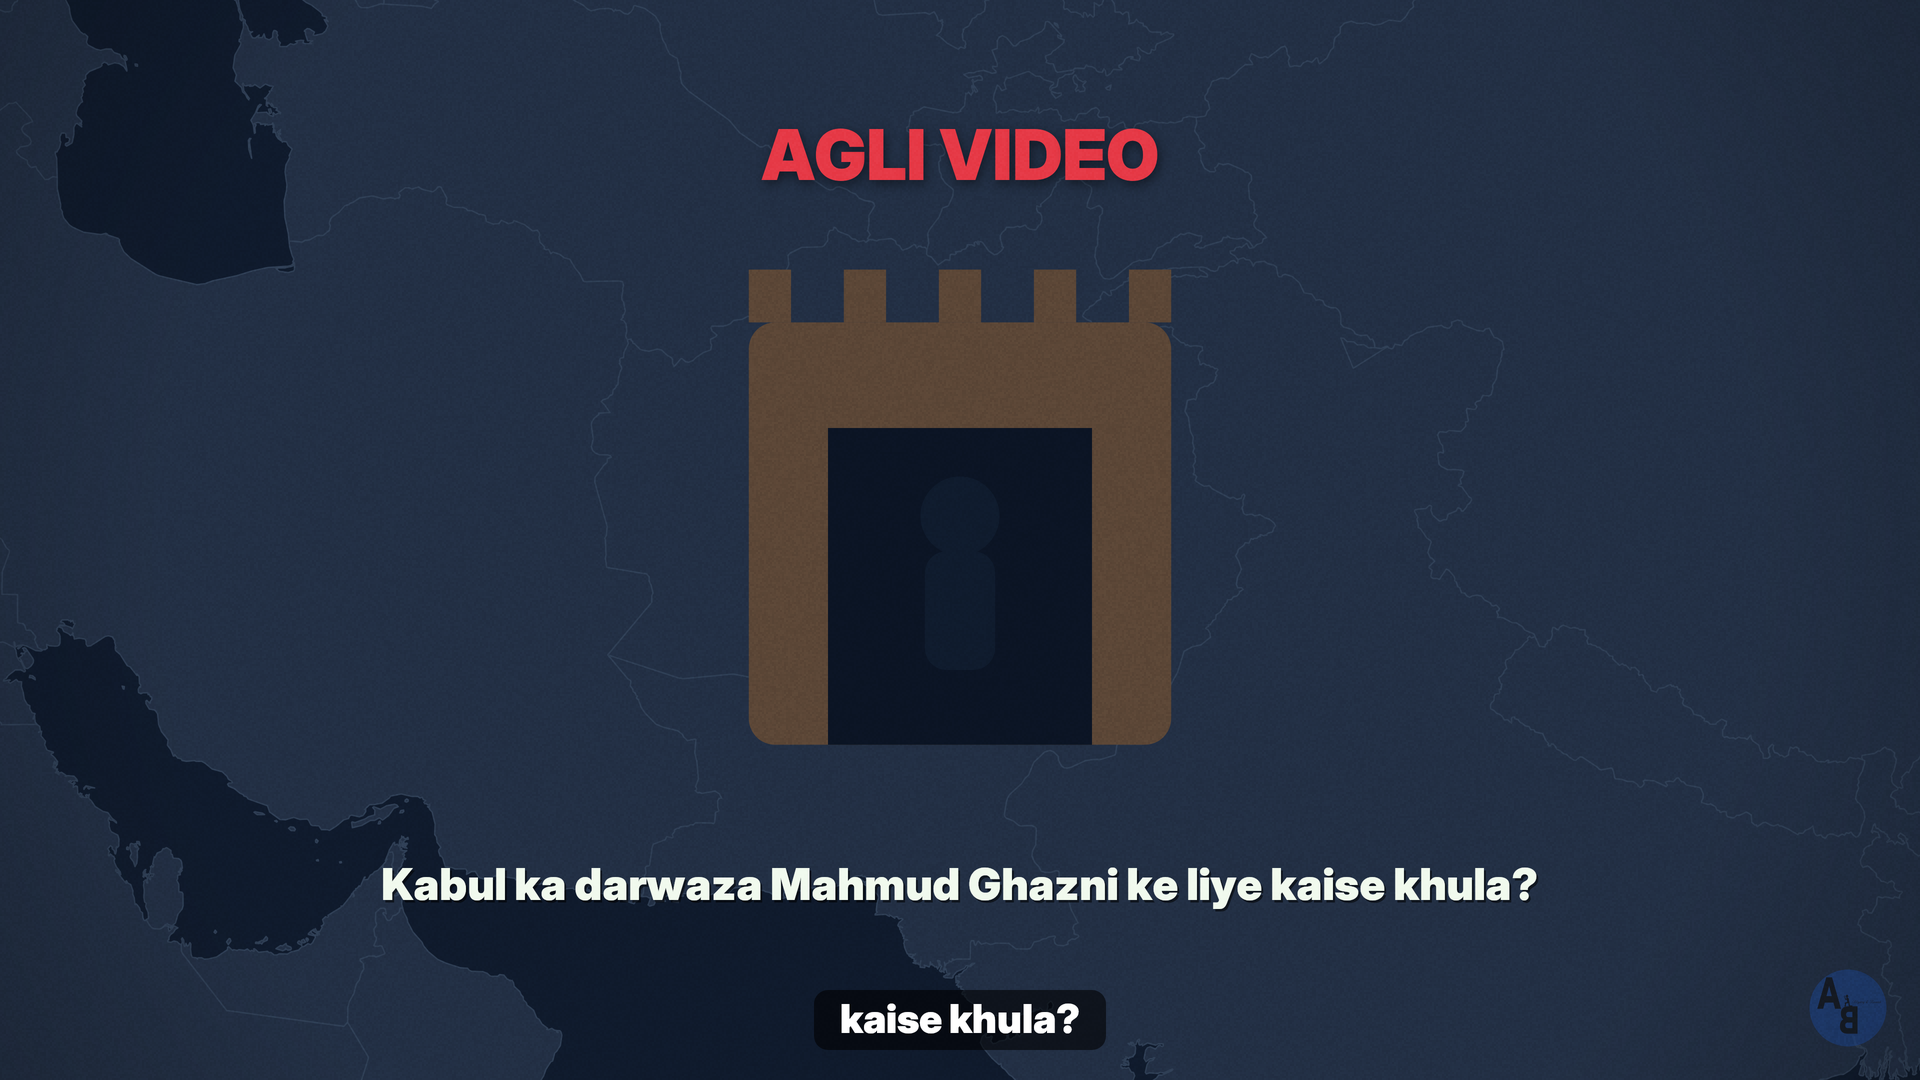 AGLI VIDEO
Kabul ka darwaza Mahmud Ghazni ke liye kaise khula?
kaise khula?
A
B